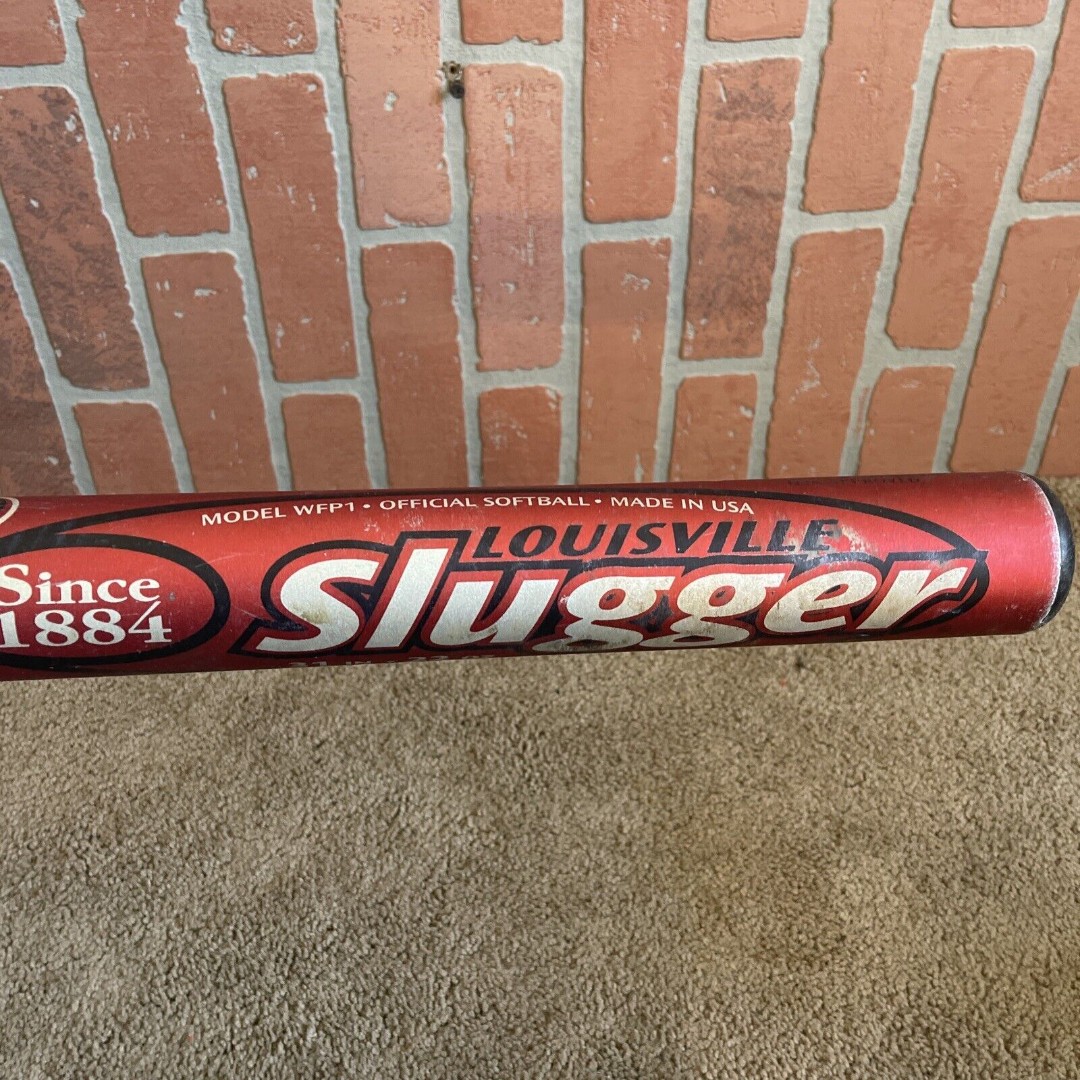 MODEL WFP1 • OFFICIAL SOFTBALL • MADE IN USA
LOUISVILLE
Slugger
Since
1884